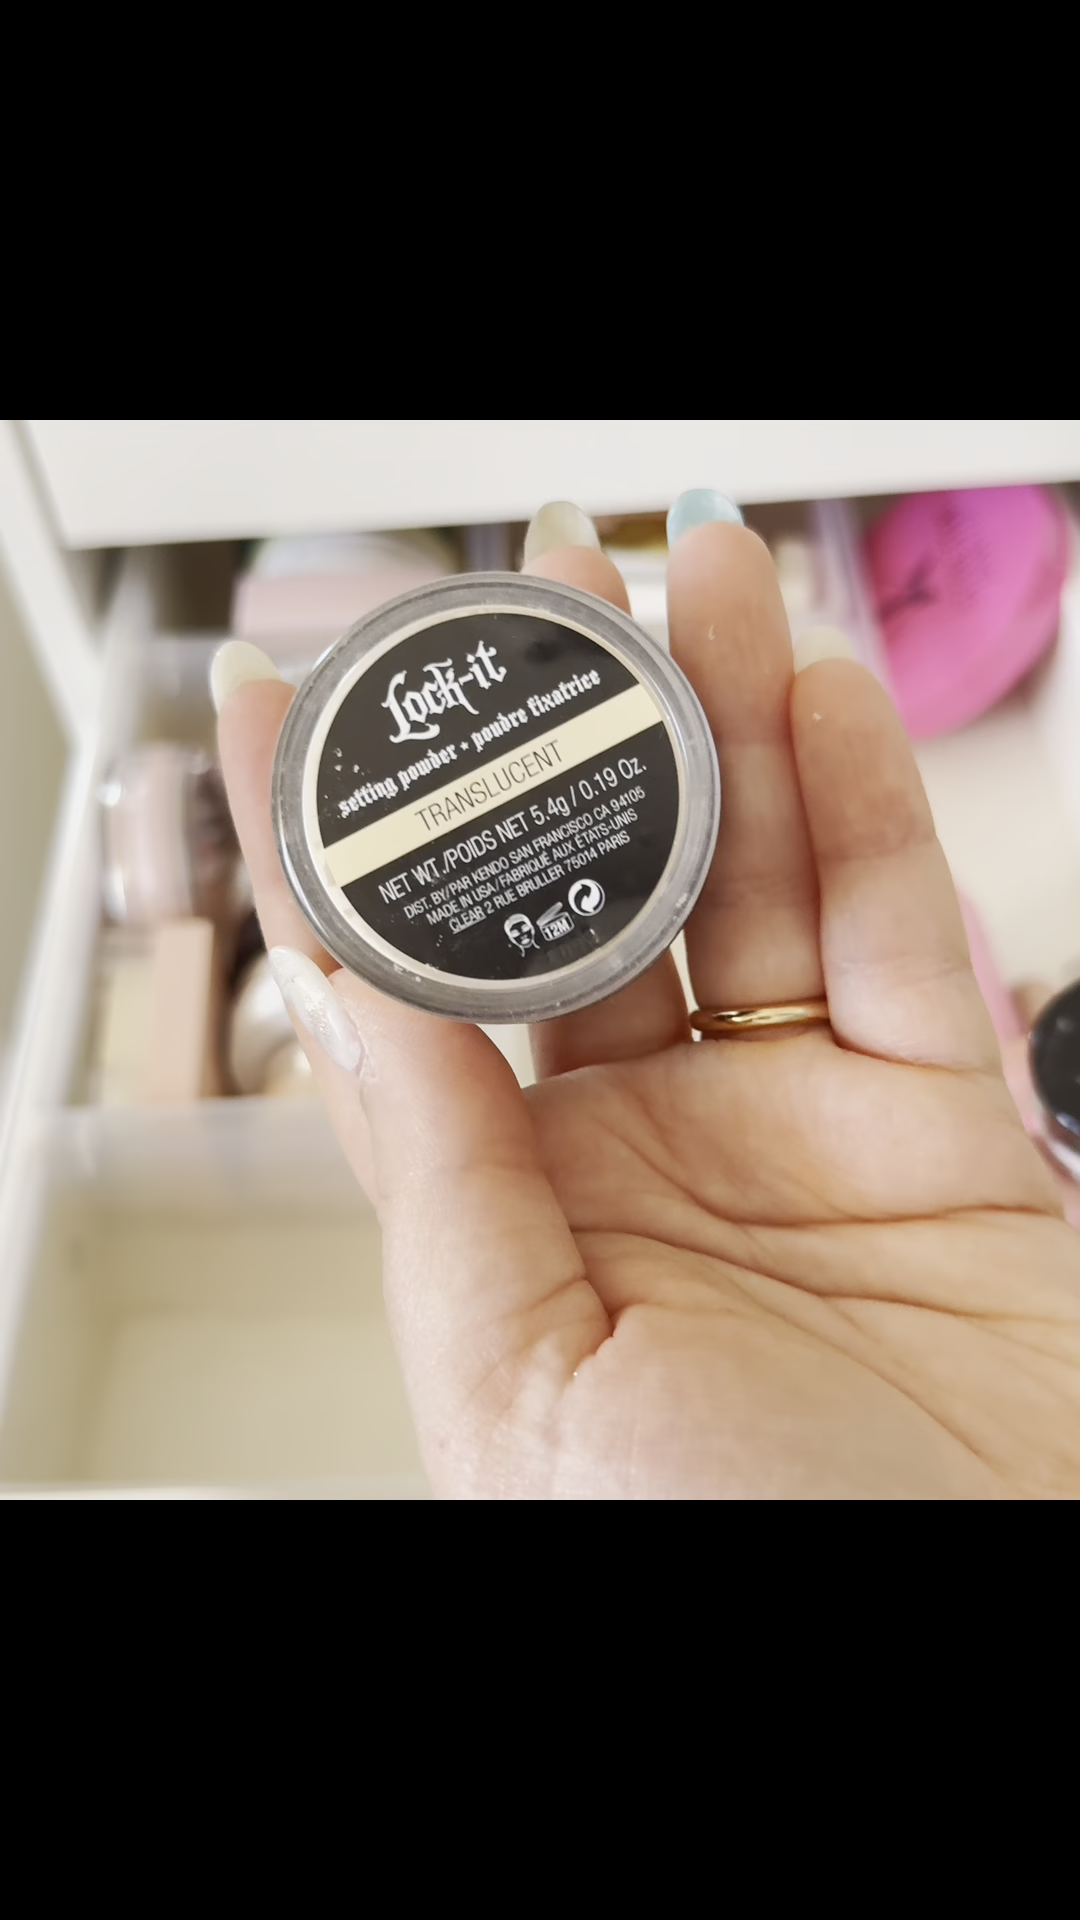 Lock-it
setting powder • poudre fixatrice
TRANSLUCENT
NET WT./POIDS NET 5.4g / 0.19 Oz.
DIST. BY/PAR KENDO SAN FRANCISCO CA 94105
MADE IN USA/FABRIQUÉ AUX ÉTATS-UNIS
CLEAR 2 RUE BRULLER 75014 PARIS
12M